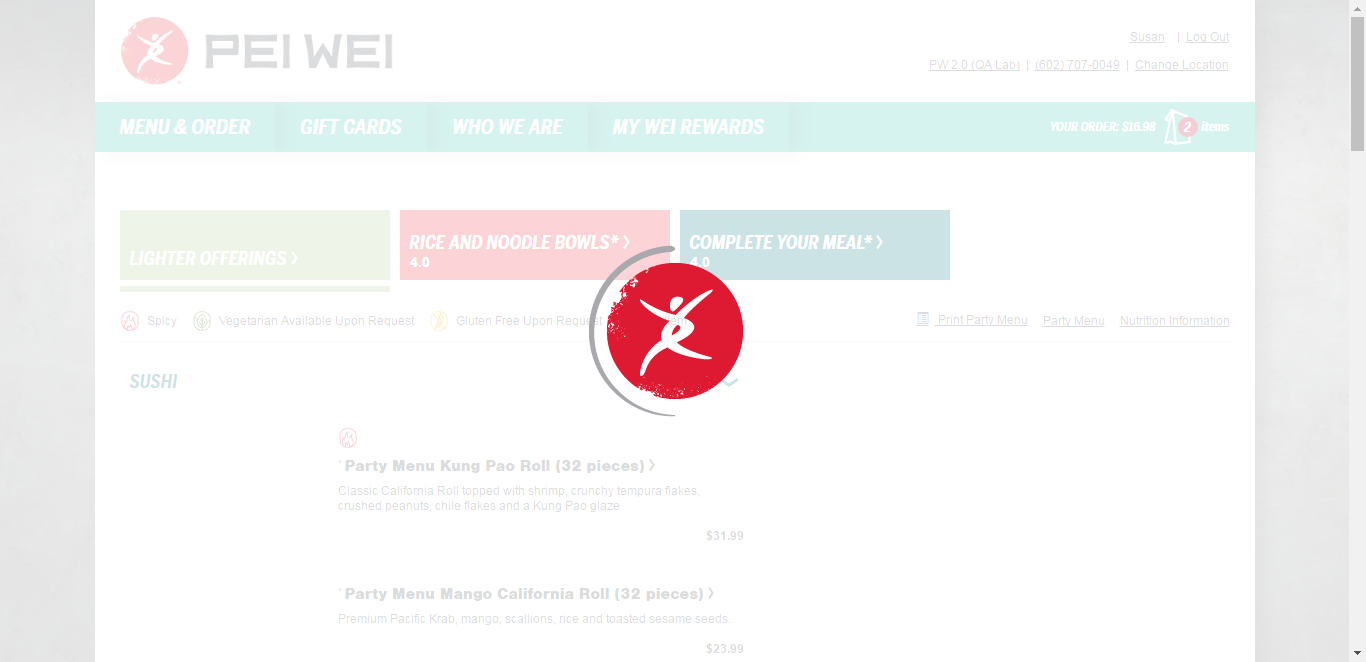 PEI WEI
Susan | Log Out
PW 2.0 (QA Lab) | (602) 707-0049 | Change Location
MENU & ORDER GIFT CARDS WHO WE ARE MY WEI REWARDS YOUR ORDER: $16.98 2 items
LIGHTER OFFERINGS > RICE AND NOODLE BOWLS* > COMPLETE YOUR MEAL* >
4.0 4.0
Spicy Vegetarian Available Upon Request Gluten Free Upon Request Print Party Menu Party Menu Nutrition Information
SUSHI
*Party Menu Kung Pao Roll (32 pieces) >
Classic California Roll topped with shrimp, crunchy tempura flakes,
crushed peanuts, chile flakes and a Kung Pao glaze
$31.99
*Party Menu Mango California Roll (32 pieces) >
Premium Pacific Krab, mango, scallions, rice and toasted sesame seeds.
$23.99